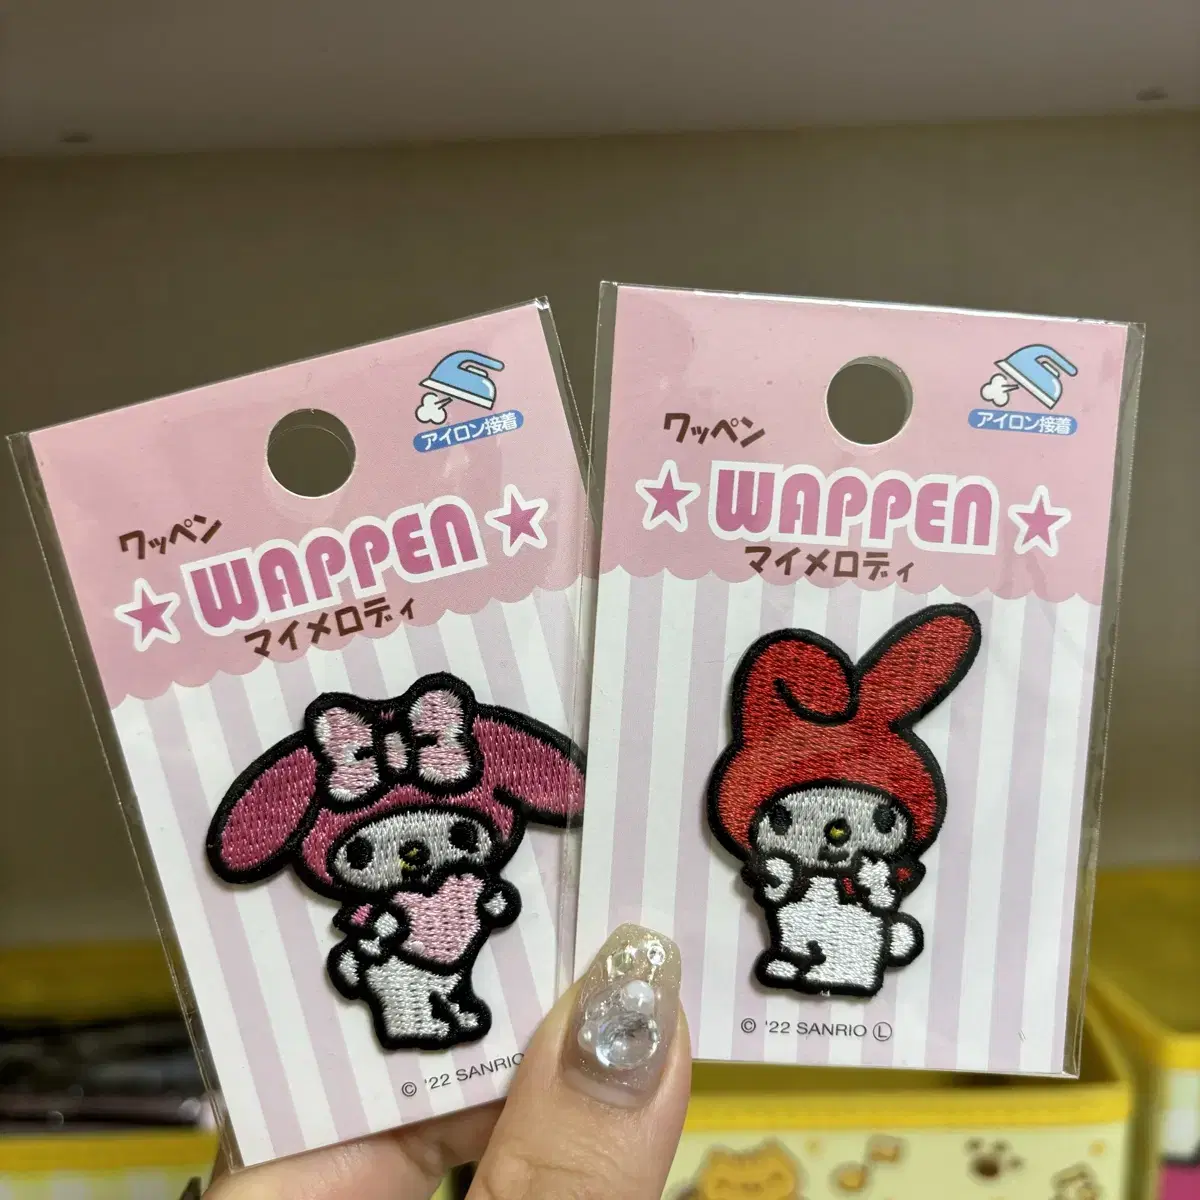 アイロン接着
ワッペン
WAPPEN
マイメロディ
© '22 SANRIO
アイロン接着
ワッペン
WAPPEN
マイメロディ
© '22 SANRIO Ⓛ